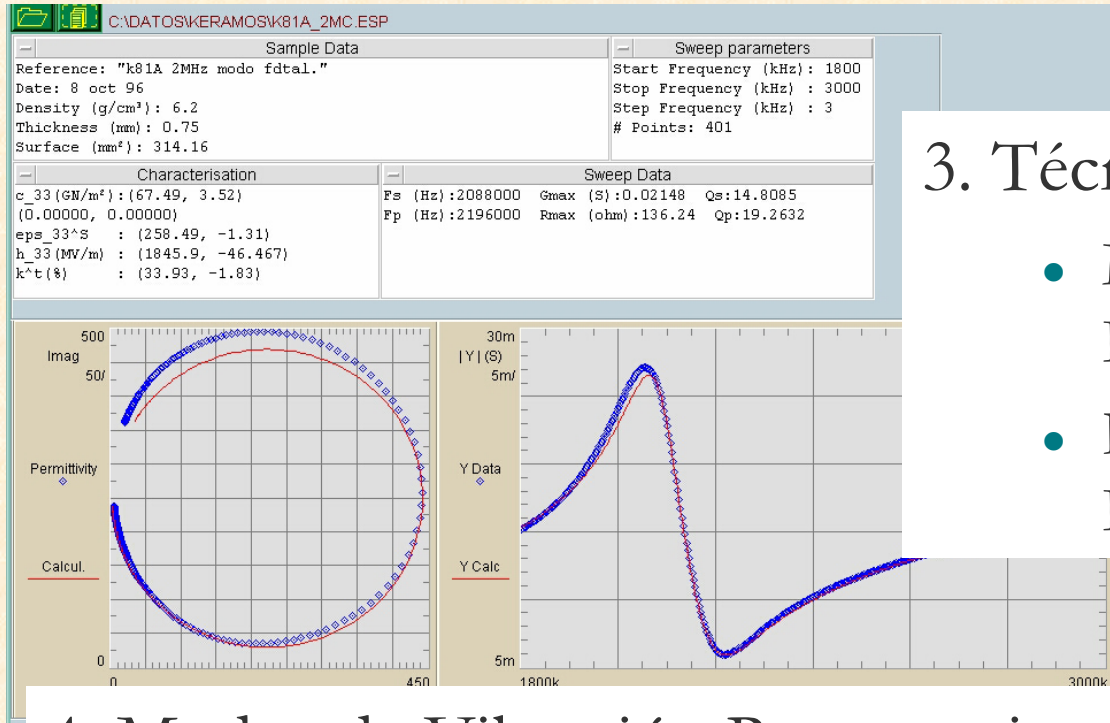 C:\DATOS\KERAMOS\K81A_2MC.ESP
Sample Data
Reference: "k81A 2MHz modo fdtal."
Date: 8 oct 96
Density (g/cm³): 6.2
Thickness (mm): 0.75
Surface (mm²): 314.16
Sweep parameters
Start Frequency (kHz): 1800
Stop Frequency (kHz) : 3000
Step Frequency (kHz) : 3
# Points: 401
Characterisation
c_33(GN/m²):(67.49, 3.52)
(0.00000, 0.00000)
eps_33^S : (258.49, -1.31)
h_33(MV/m) : (1845.9, -46.467)
k^t(%) : (33.93, -1.83)
Sweep Data
Fs (Hz):2088000 Gmax (S):0.02148 Qs:14.8085
Fp (Hz):2196000 Rmax (ohm):136.24 Qp:19.2632
3.
500
Imag
50/
Permittivity
Calcul.
0
0
450
30m
|Y|(S)
5m/
Y Data
Y Calc
5m
1800k
3000k